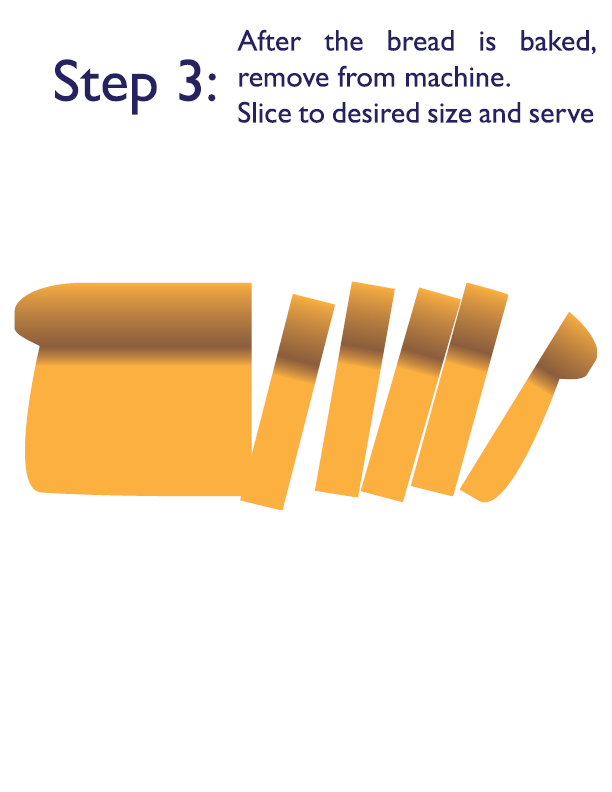 Step 3:
After the bread is baked,
remove from machine.
Slice to desired size and serve